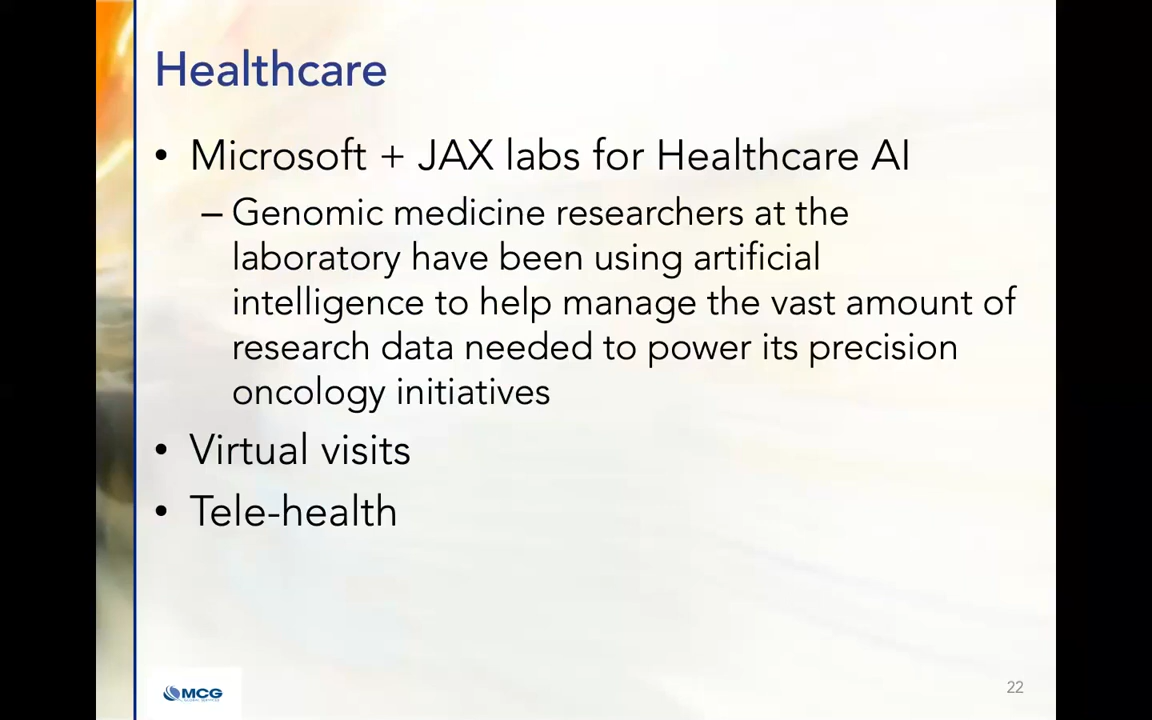 Healthcare
• Microsoft + JAX labs for Healthcare AI
– Genomic medicine researchers at the
laboratory have been using artificial
intelligence to help manage the vast amount of
research data needed to power its precision
oncology initiatives
• Virtual visits
• Tele-health
MCG
22